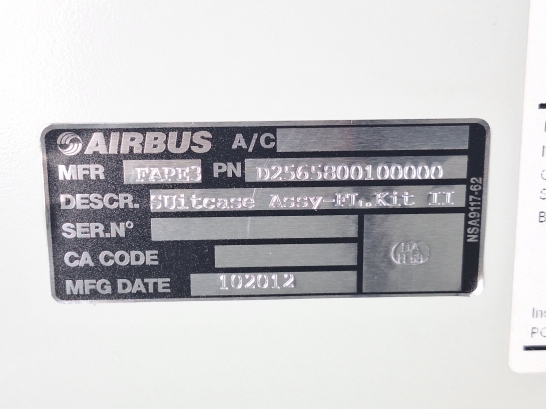 AIRBUS A/C
MFR FAPE3 PN D2565800100000
DESCR. SUitcase Assy-FL..Kit II
SER.Nº
CA CODE
MFG DATE 102012
NSA9117-62